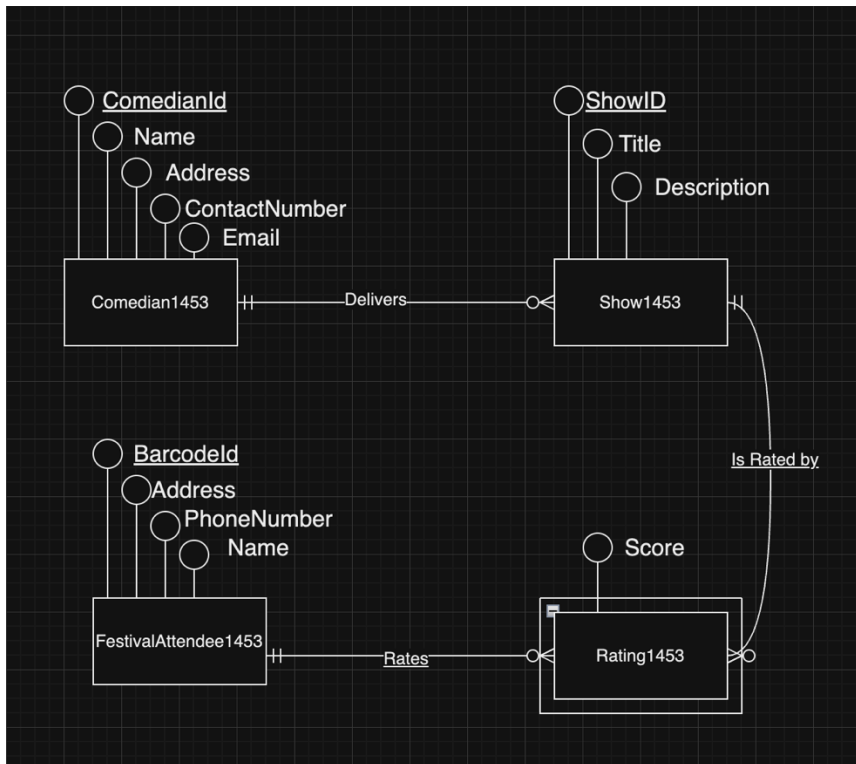 ComedianId
Name
Address
ContactNumber
Email
Comedian1453
Delivers
ShowID
Title
Description
Show1453
Is Rated by
BarcodeId
Address
PhoneNumber
Name
FestivalAttendee1453
Rates
Score
Rating1453